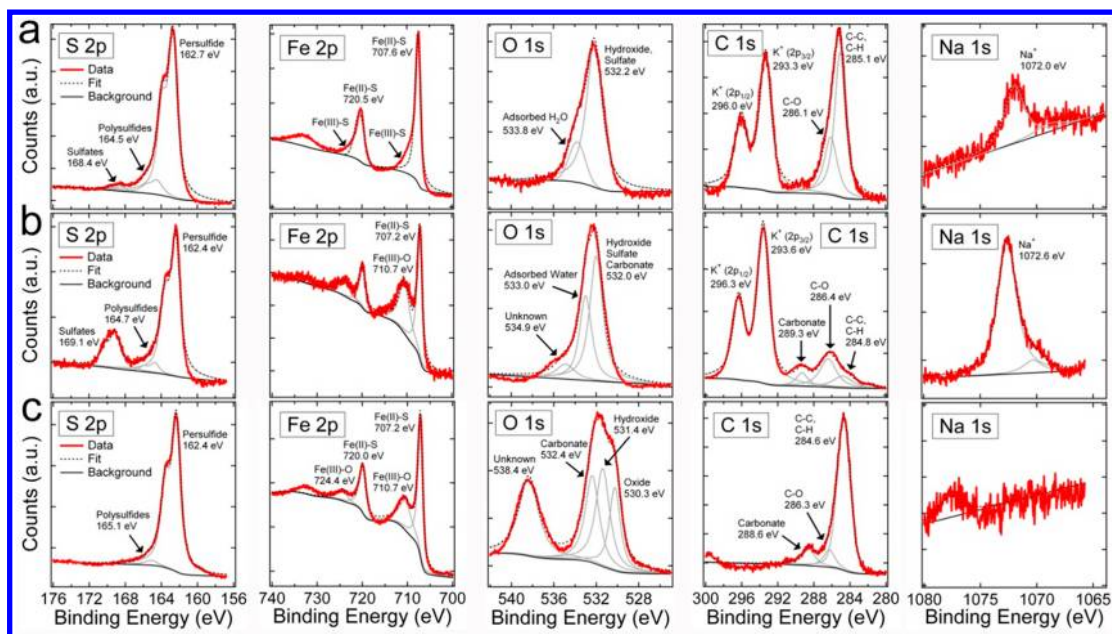 a
S 2p
Persulfide
162.7 eV
Data
Fit
Background
Polysulfides
164.5 eV
Sulfates
168.4 eV
Counts (a.u.)
Fe 2p
Fe(II)-S
707.6 eV
Fe(II)-S
720.5 eV
Fe(III)-S
Fe(III)-S
O 1s
Hydroxide,
Sulfate
532.2 eV
Adsorbed H₂O
533.8 eV
C 1s
K⁺ (2p₃/₂)
293.3 eV
C-C,
C-H
285.1 eV
K⁺ (2p₁/₂)
296.0 eV
C-O
286.1 eV
Na 1s
Na⁺
1072.0 eV
b
S 2p
Persulfide
162.4 eV
Data
Fit
Background
Polysulfides
164.7 eV
Sulfates
169.1 eV
Counts (a.u.)
Fe 2p
Fe(II)-S
707.2 eV
Fe(III)-O
710.7 eV
O 1s
Hydroxide
Sulfate
Carbonate
532.0 eV
Adsorbed Water
533.0 eV
Unknown
534.9 eV
C 1s
K⁺ (2p₃/₂)
293.6 eV
K⁺ (2p₁/₂)
296.3 eV
C-O
286.4 eV
Carbonate
289.3 eV
C-C,
C-H
284.8 eV
Na 1s
Na⁺
1072.6 eV
c
S 2p
Persulfide
162.4 eV
Data
Fit
Background
Polysulfides
165.1 eV
Counts (a.u.)
Fe 2p
Fe(II)-S
707.2 eV
Fe(II)-S
720.0 eV
Fe(III)-O
724.4 eV
Fe(III)-O
710.7 eV
O 1s
Hydroxide
531.4 eV
Carbonate
532.4 eV
Unknown
538.4 eV
Oxide
530.3 eV
C 1s
C-C,
C-H
284.6 eV
C-O
286.3 eV
Carbonate
288.6 eV
Na 1s
176 172 168 164 160 156
740 730 720 710 700
540 532 524
300 296 292 288 284 280
1080 1075 1070 1065
Binding Energy (eV)
Binding Energy (eV)
Binding Energy (eV)
Binding Energy (eV)
Binding Energy (eV)